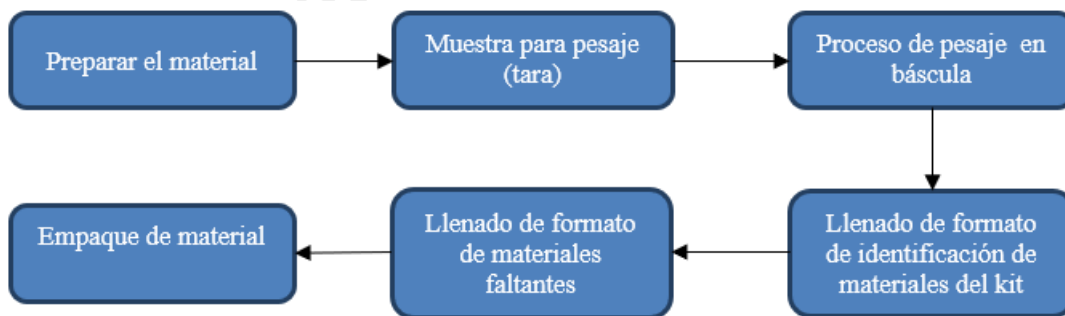 Preparar el material
Muestra para pesaje
(tara)
Proceso de pesaje en
báscula
Llenado de formato
de identificación de
materiales del kit
Llenado de formato
de materiales
faltantes
Empaque de material